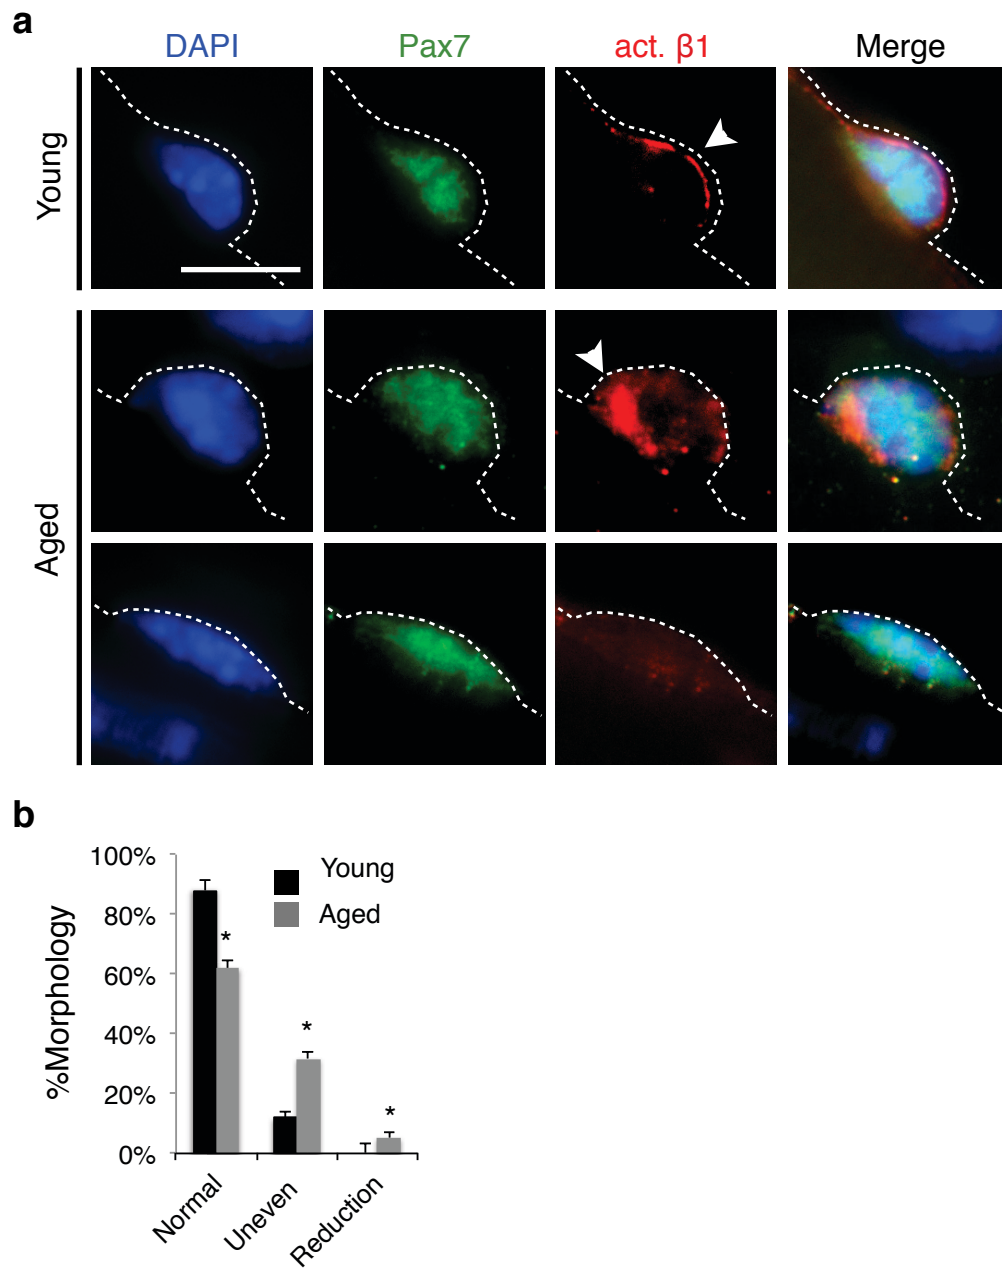 a
DAPI Pax7 act. β1 Merge
Young
Aged
b
%Morphology
100%
80%
60%
40%
20%
0%
Young
Aged
*
*
*
Normal
Uneven
Reduction